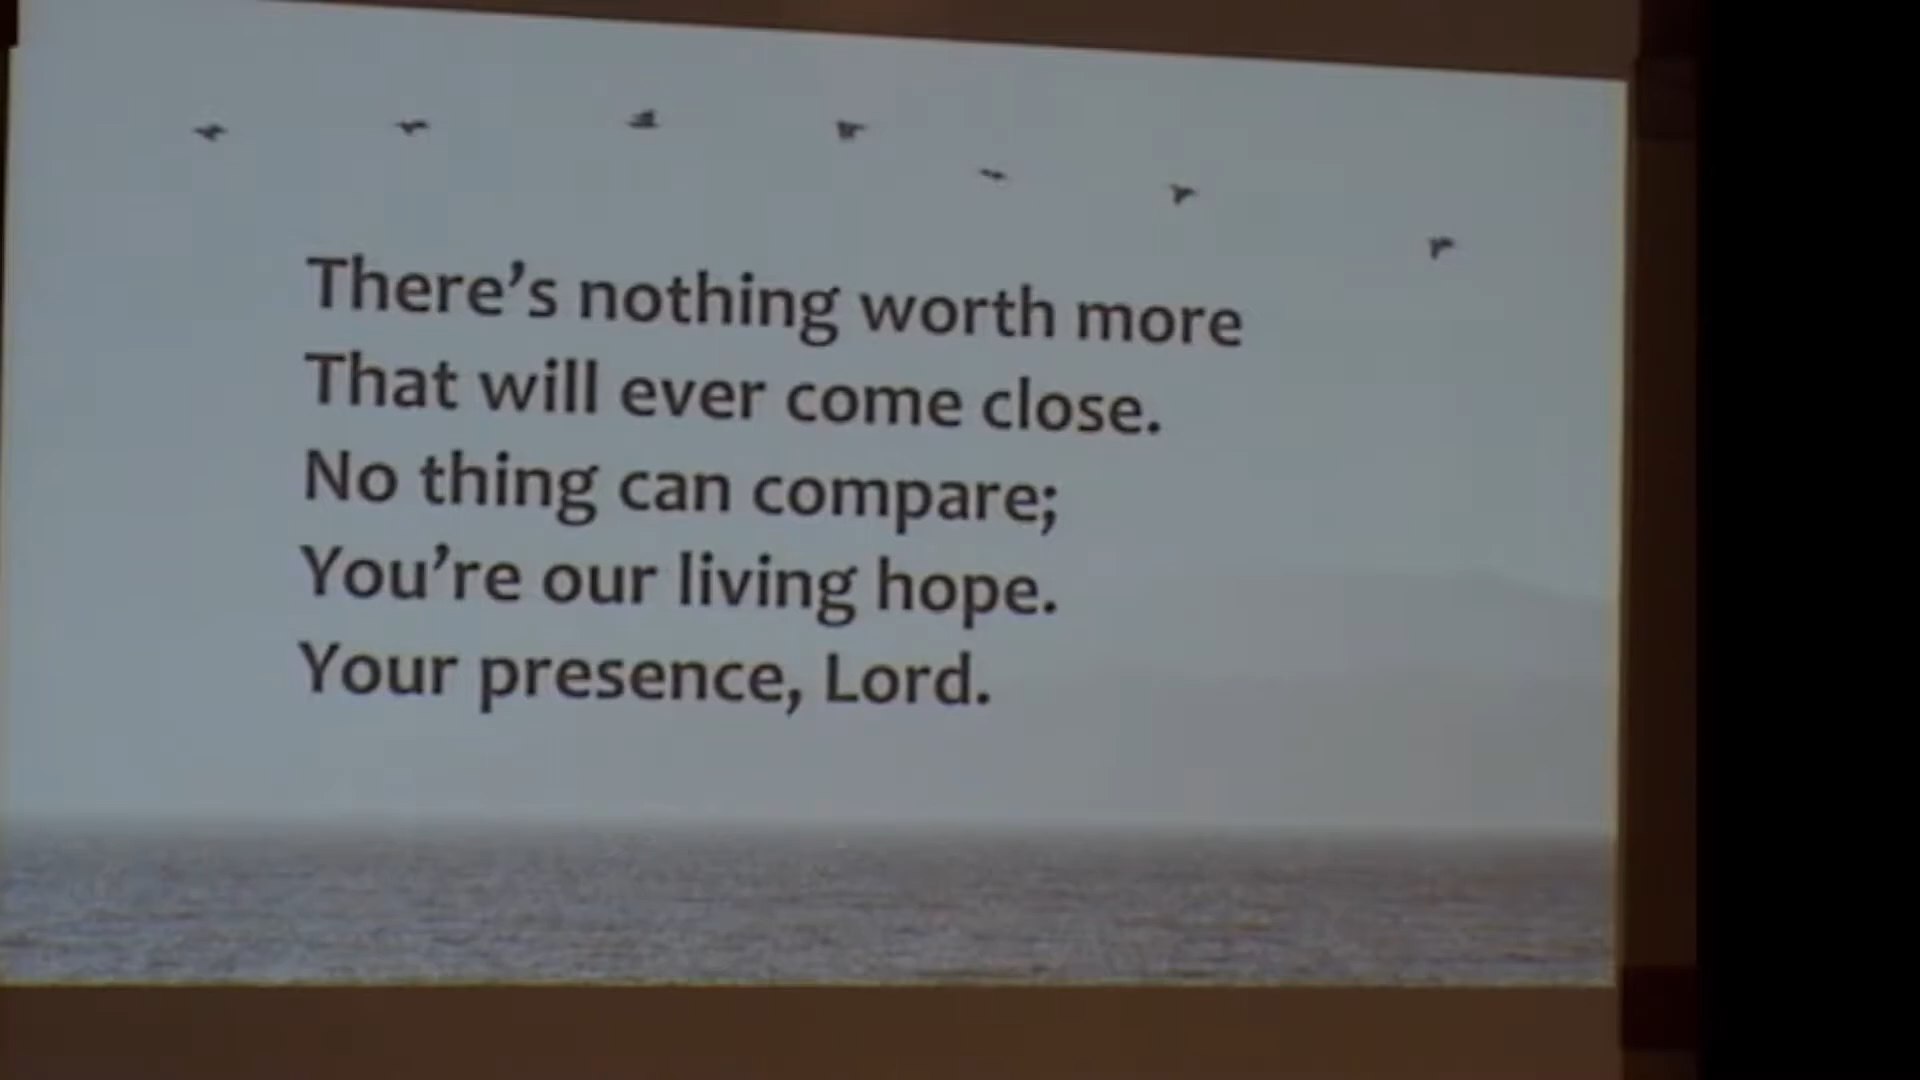 There’s nothing worth more
That will ever come close.
No thing can compare;
You’re our living hope.
Your presence, Lord.